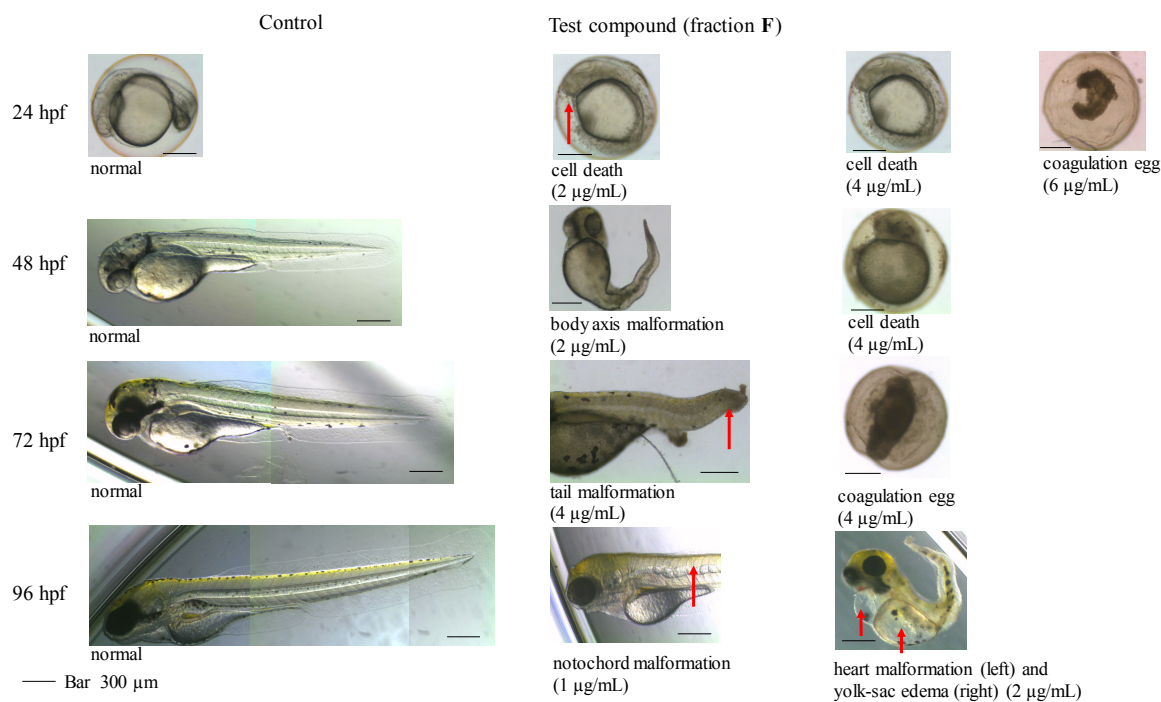 Control
Test compound (fraction F)
24 hpf
normal
cell death
(2 µg/mL)
cell death
(4 µg/mL)
coagulation egg
(6 µg/mL)
48 hpf
normal
body axis malformation
(2 µg/mL)
cell death
(4 µg/mL)
72 hpf
normal
tail malformation
(4 µg/mL)
coagulation egg
(4 µg/mL)
96 hpf
normal
notochord malformation
(1 µg/mL)
heart malformation (left) and
yolk-sac edema (right) (2 µg/mL)
Bar 300 µm